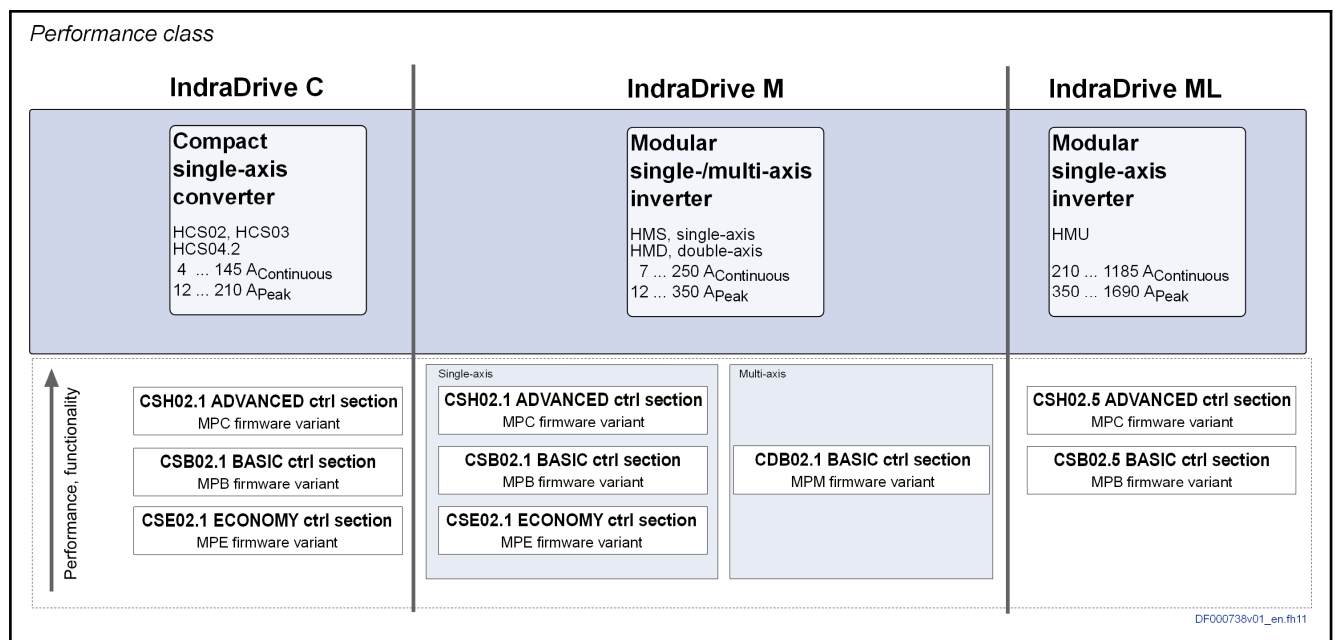 Performance class
IndraDrive C
IndraDrive M
IndraDrive ML
Compact
single-axis
converter
HCS02, HCS03
HCS04.2
4 ... 145 AContinuous
12 ... 210 APeak
Modular
single-/multi-axis
inverter
HMS, single-axis
HMD, double-axis
7 ... 250 AContinuous
12 ... 350 APeak
Modular
single-axis
inverter
HMU
210 ... 1185 AContinuous
350 ... 1690 APeak
Performance, functionality
CSH02.1 ADVANCED ctrl section
MPC firmware variant
CSB02.1 BASIC ctrl section
MPB firmware variant
CSE02.1 ECONOMY ctrl section
MPE firmware variant
Single-axis
CSH02.1 ADVANCED ctrl section
MPC firmware variant
CSB02.1 BASIC ctrl section
MPB firmware variant
CSE02.1 ECONOMY ctrl section
MPE firmware variant
Multi-axis
CDB02.1 BASIC ctrl section
MPM firmware variant
CSH02.5 ADVANCED ctrl section
MPC firmware variant
CSB02.5 BASIC ctrl section
MPB firmware variant
DF000738v01_en.fh11